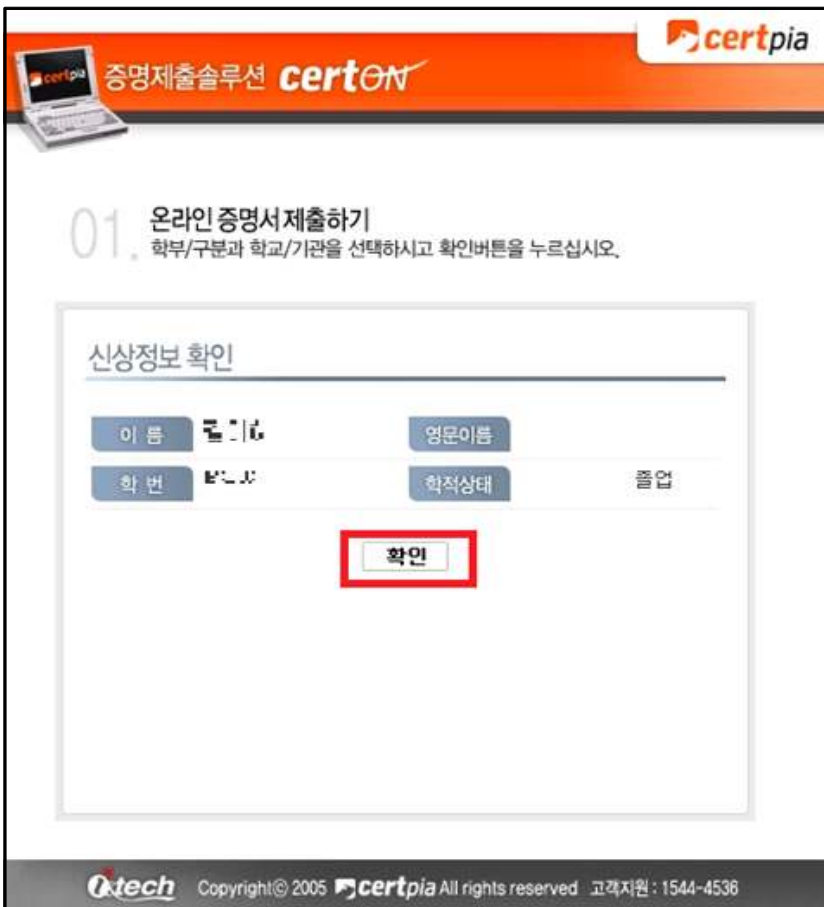 certpia
certpia 증명제출솔루션 certON
01. 온라인 증명서 제출하기
학부/구분과 학교/기관을 선택하시고 확인버튼을 누르십시오.
신상정보 확인
이 름 영문이름
학 번 학적상태 졸업
확인
itech Copyright© 2005 certpia All rights reserved 고객지원 : 1544-4536